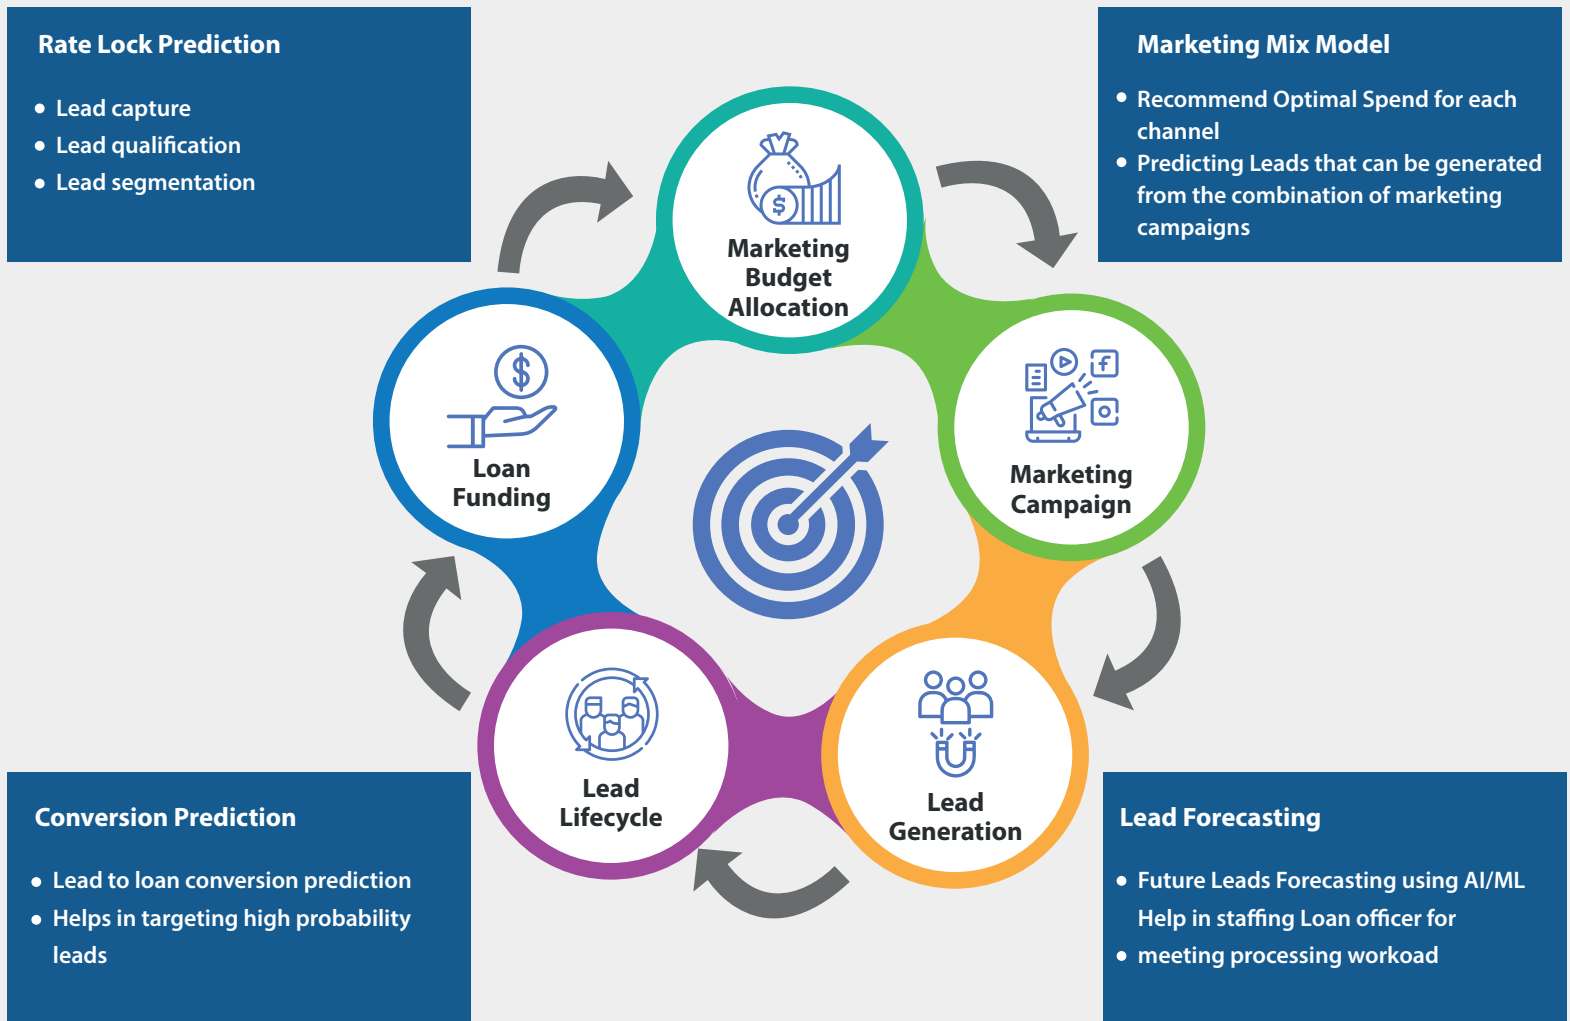 Rate Lock Prediction
• Lead capture
• Lead qualification
• Lead segmentation
Marketing Mix Model
• Recommend Optimal Spend for each
channel
• Predicting Leads that can be generated
from the combination of marketing
campaigns
$
Marketing
Budget
Allocation
f
Marketing
Campaign
Lead
Generation
Lead
Lifecycle
$
Loan
Funding
Conversion Prediction
• Lead to loan conversion prediction
• Helps in targeting high probability
leads
Lead Forecasting
• Future Leads Forecasting using AI/ML
Help in staffing Loan officer for
• meeting processing workoad